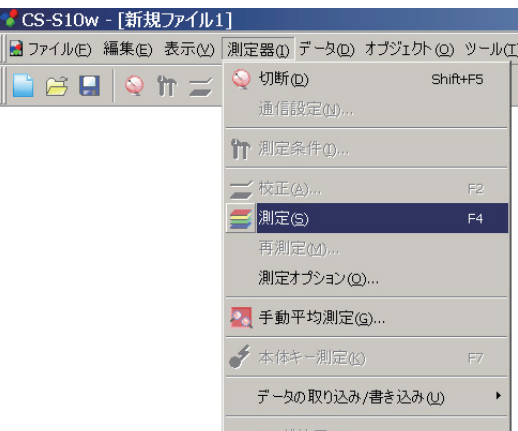 CS-S10w - [新規ファイル1]
ファイル(F) 編集(E) 表示(V) 測定器(I) データ(D) オブジェクト(O) ツール(T
切断(D) Shift+F5
通信設定(N)...
測定条件(I)...
校正(A)... F2
測定(S) F4
再測定(M)...
測定オプション(O)...
手動平均測定(G)...
本体キー測定(K) F7
データの取り込み/書き込み(U)